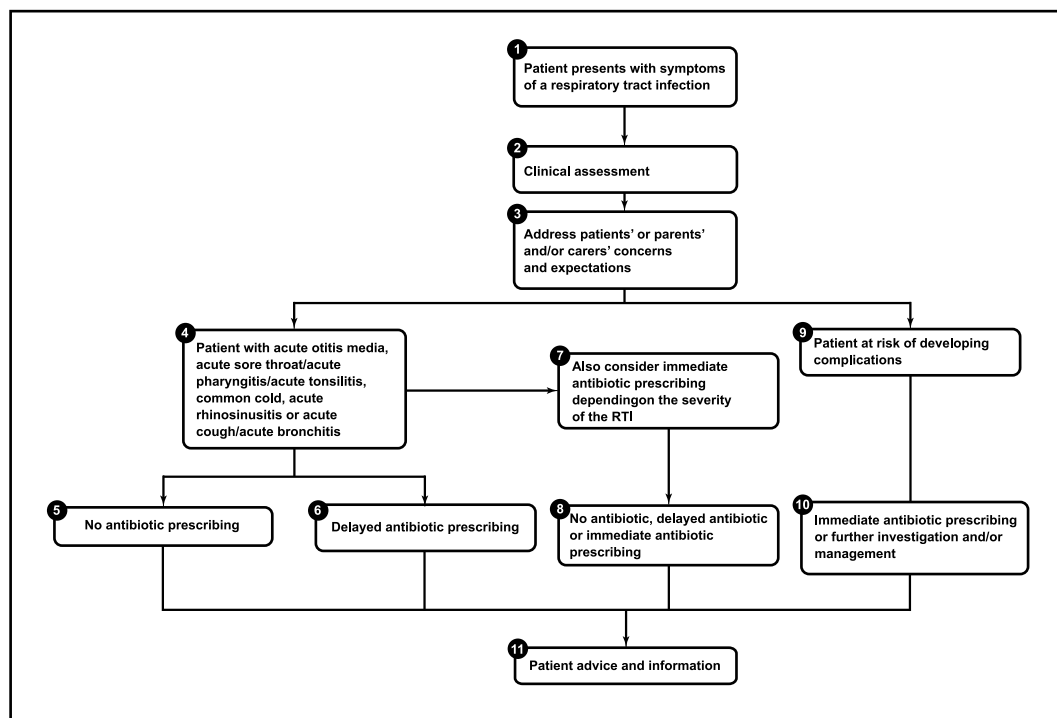 1
Patient presents with symptoms
of a respiratory tract infection
2
Clinical assessment
3
Address patients’ or parents’
and/or carers’ concerns
and expectations
4
Patient with acute otitis media,
acute sore throat/acute
pharyngitis/acute tonsilitis,
common cold, acute
rhinosinusitis or acute
cough/acute bronchitis
7
Also consider immediate
antibiotic prescribing
dependingon the severity
of the RTI
9
Patient at risk of developing
complications
5
No antibiotic prescribing
6
Delayed antibiotic prescribing
8
No antibiotic, delayed antibiotic
or immediate antibiotic
prescribing
10
Immediate antibiotic prescribing
or further investigation and/or
management
11
Patient advice and information